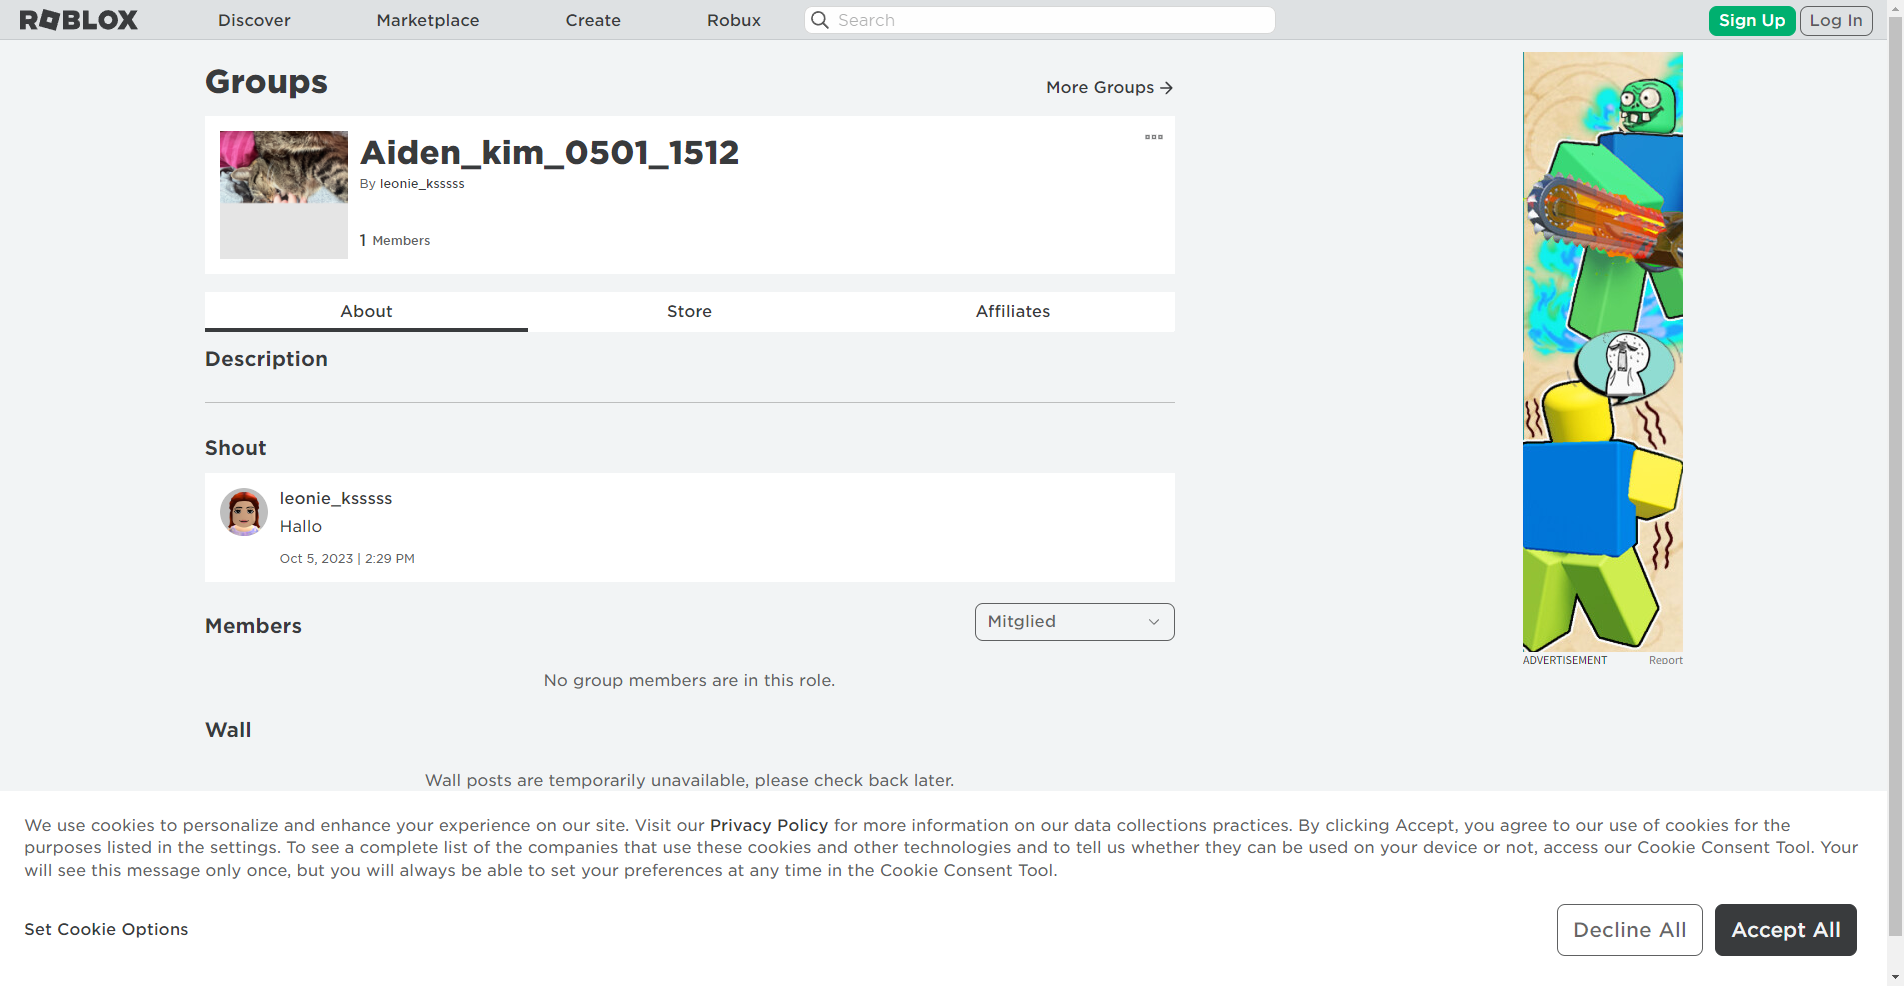 ROBLOX
Discover
Marketplace
Create
Robux
Search
Sign Up
Log In
Groups
More Groups
Aiden_kim_0501_1512
By leonie_ksssss
1 Members
About
Store
Affiliates
Description
Shout
leonie_ksssss
Hallo
Oct 5, 2023 | 2:29 PM
Members
Mitglied
No group members are in this role.
Wall
Wall posts are temporarily unavailable, please check back later.
ADVERTISEMENT
Report
We use cookies to personalize and enhance your experience on our site. Visit our Privacy Policy for more information on our data collections practices. By clicking Accept, you agree to our use of cookies for the
purposes listed in the settings. To see a complete list of the companies that use these cookies and other technologies and to tell us whether they can be used on your device or not, access our Cookie Consent Tool. Your
will see this message only once, but you will always be able to set your preferences at any time in the Cookie Consent Tool.
Set Cookie Options
Decline All
Accept All